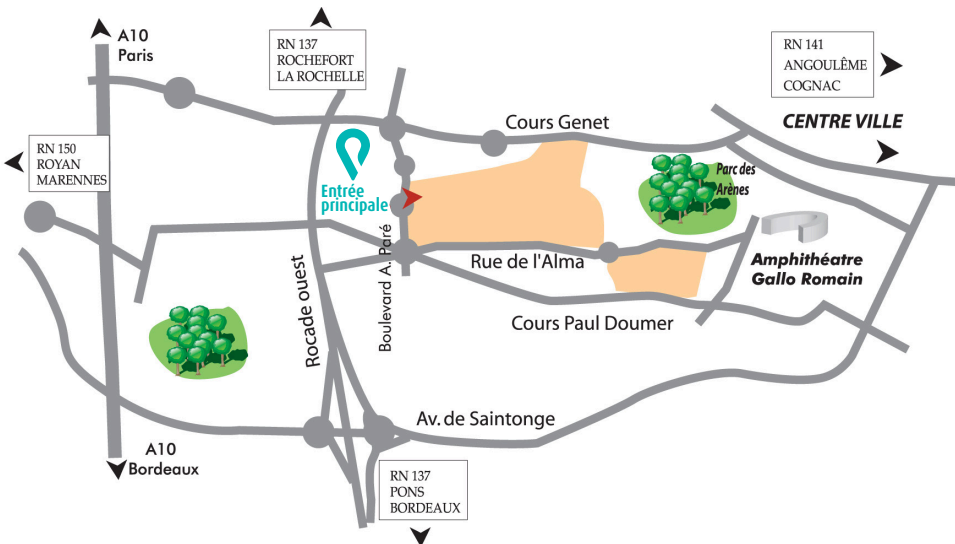 A10
Paris
RN 137
ROCHEFORT
LA ROCHELLE
RN 141
ANGOULÊME
COGNAC
Cours Genet
CENTRE VILLE
RN 150
ROYAN
MARENNES
Entrée
principale
Parc des
Arènes
Boulevard A. Paré
Rue de l'Alma
Amphithéatre
Gallo Romain
Rocade ouest
Cours Paul Doumer
Av. de Saintonge
A10
Bordeaux
RN 137
PONS
BORDEAUX